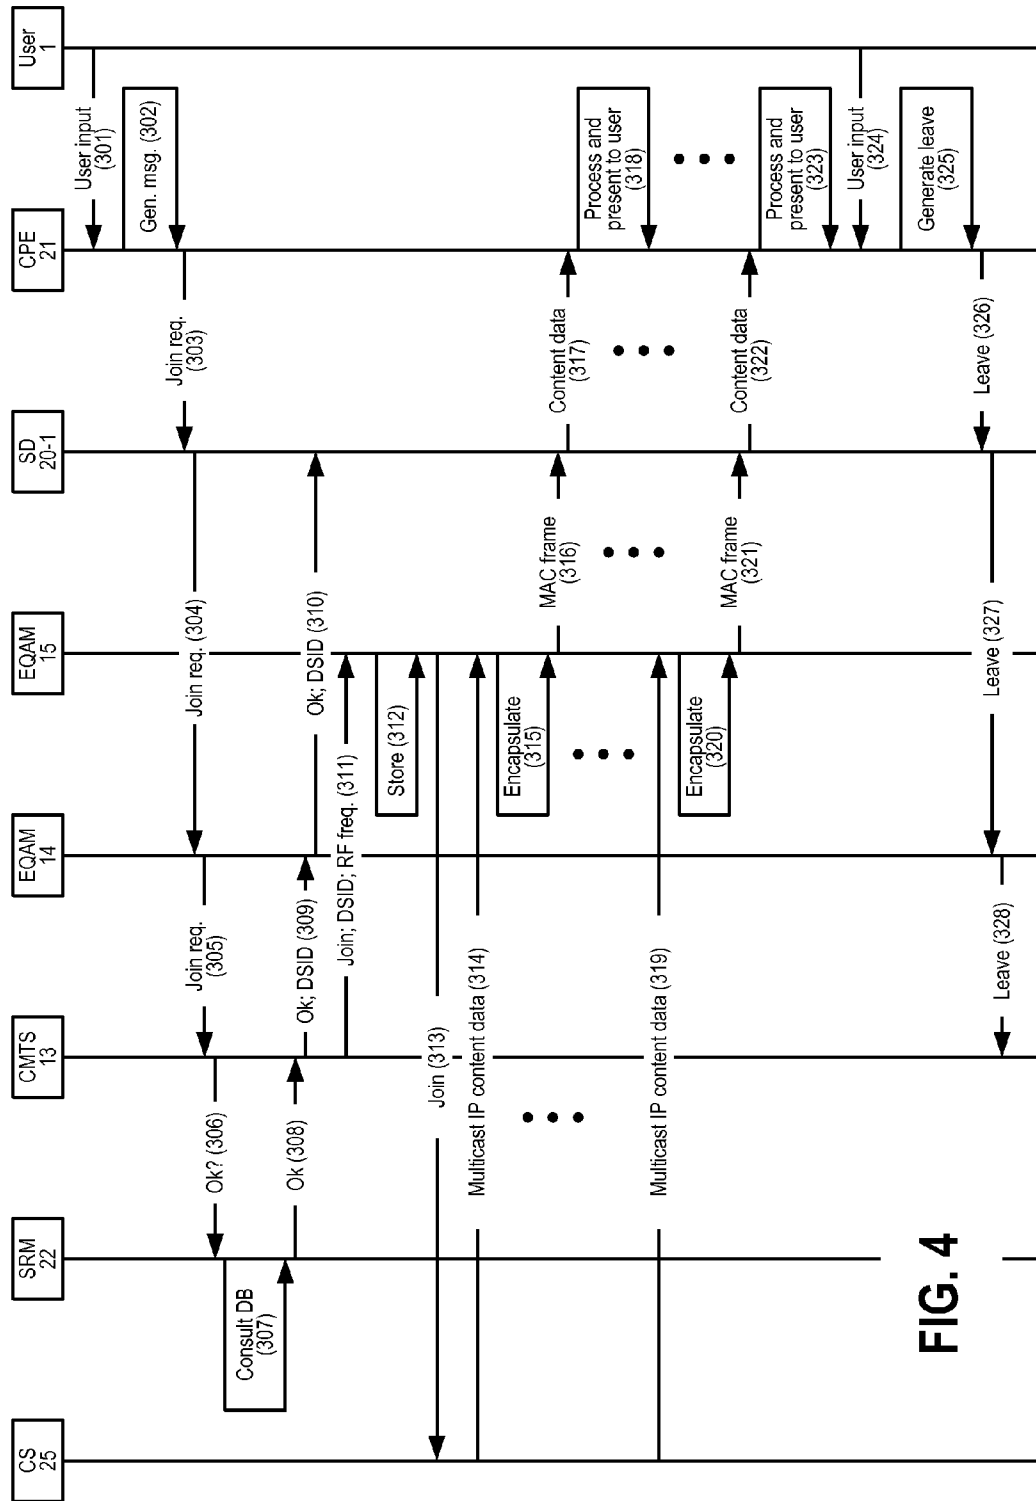 CS
25
SRM
22
CMTS
13
EQAM
14
EQAM
15
SD
20-1
CPE
21
User
1
User input
(301)
Gen. msg. (302)
Join req.
(303)
Join req. (304)
Join req.
(305)
Ok? (306)
Consult DB
(307)
Ok (308)
Ok; DSID (309)
Ok; DSID (310)
Join; DSID; RF freq. (311)
Store (312)
Join (313)
Multicast IP content data (314)
Encapsulate
(315)
MAC frame
(316)
Content data
(317)
Process and
present to user
(318)
Multicast IP content data (319)
Encapsulate
(320)
MAC frame
(321)
Content data
(322)
Process and
present to user
(323)
User input
(324)
Generate leave
(325)
Leave (326)
Leave (327)
Leave (328)
FIG. 4